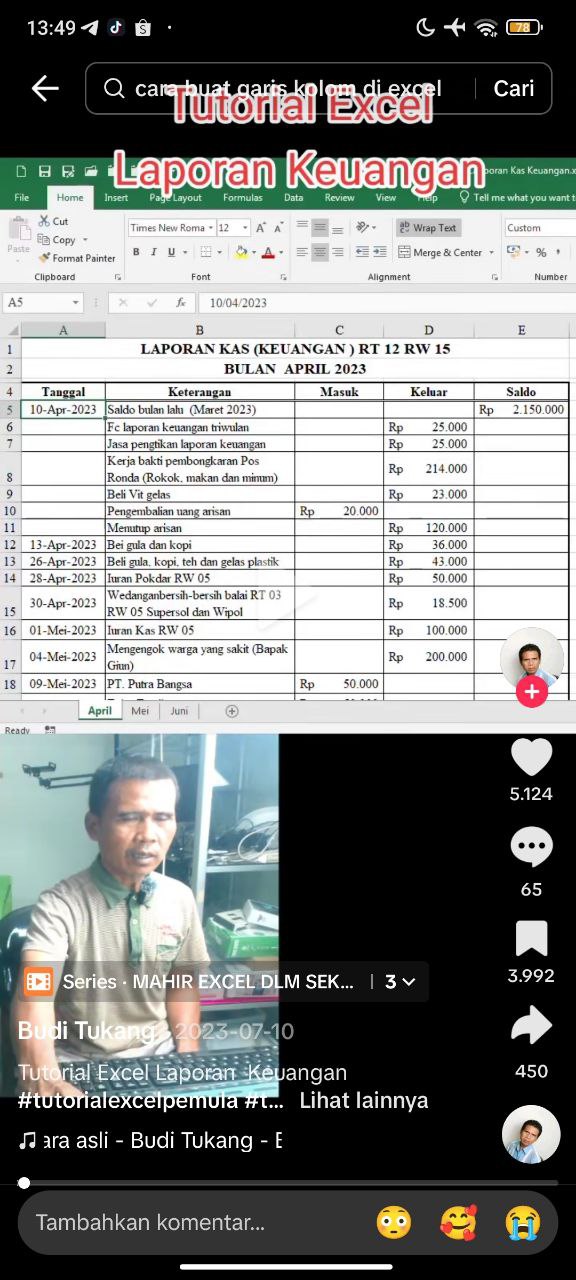 13:49
78
cara buat garis kolom di excel
Cari
Tutorial Excel
Laporan Keuangan
oran Kas Keuangan.x
File Home Insert Page Layout Formulas Data Review View Help Tell me what you want t
Cut
Copy
Format Painter
Paste
Times New Roma 12
B I U
Wrap Text
Merge & Center
Custom
% ,
Clipboard Font Alignment Number
A5 fx 10/04/2023
A B C D E
1 LAPORAN KAS (KEUANGAN ) RT 12 RW 15
2 BULAN APRIL 2023
4 Tanggal Keterangan Masuk Keluar Saldo
5 10-Apr-2023 Saldo bulan lalu (Maret 2023) Rp 2.150.000
6 Fc laporan keuangan triwulan Rp 25.000
7 Jasa pengtikan laporan keuangan Rp 25.000
Kerja bakti pembongkaran Pos
8 Ronda (Rokok, makan dan minum) Rp 214.000
9 Beli Vit gelas Rp 23.000
10 Pengembalian uang arisan Rp 20.000
11 Menutup arisan Rp 120.000
12 13-Apr-2023 Bei gula dan kopi Rp 36.000
13 26-Apr-2023 Beli gula, kopi, teh dan gelas plastik Rp 43.000
14 28-Apr-2023 Iuran Pokdar RW 05 Rp 50.000
30-Apr-2023 Wedanganbersih-bersih balai RT 03 Rp 18.500
15 RW 05 Supersol dan Wipol
16 01-Mei-2023 Iuran Kas RW 05 Rp 100.000
04-Mei-2023 Mengengok warga yang sakit (Bapak Rp 200.000
17 Giun)
18 09-Mei-2023 PT. Putra Bangsa Rp 50.000
April Mei Juni
Ready
5.124
65
3.992
450
Series · MAHIR EXCEL DLM SEK... 3
Budi Tukang · 2023-07-10
Tutorial Excel Laporan Keuangan
#tutorialexcelpemula #t... Lihat lainnya
ara asli - Budi Tukang - E
Tambahkan komentar...